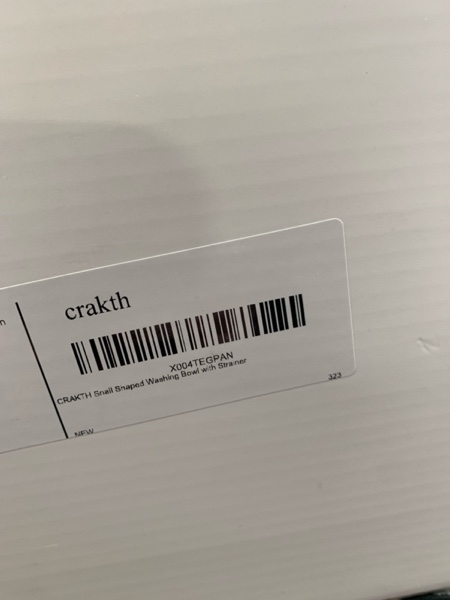 crakth
X004TEGPAN
CRAKTH Snail Shaped Washing Bowl with Strainer
NEW
323